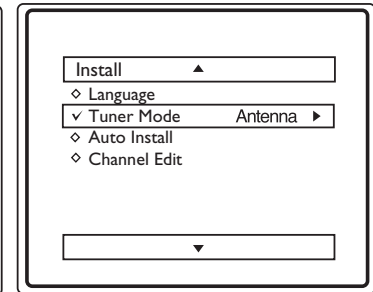 Install
Language
Tuner Mode Antenna
Auto Install
Channel Edit